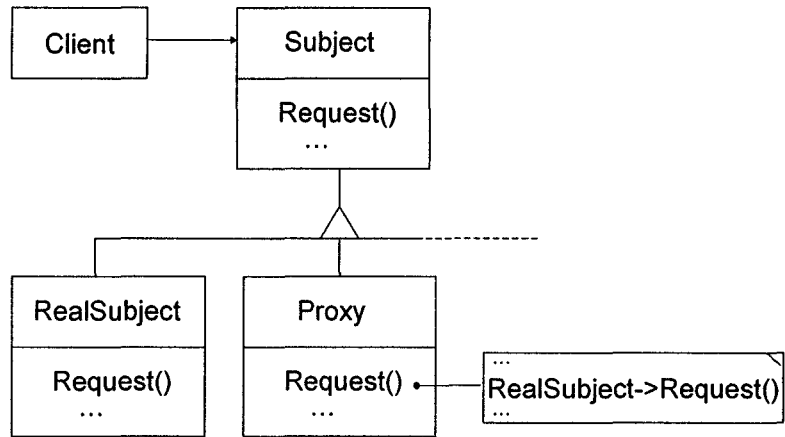 Client
Subject
Request()
...
RealSubject
Request()
...
Proxy
Request()
...
...
RealSubject->Request()
...